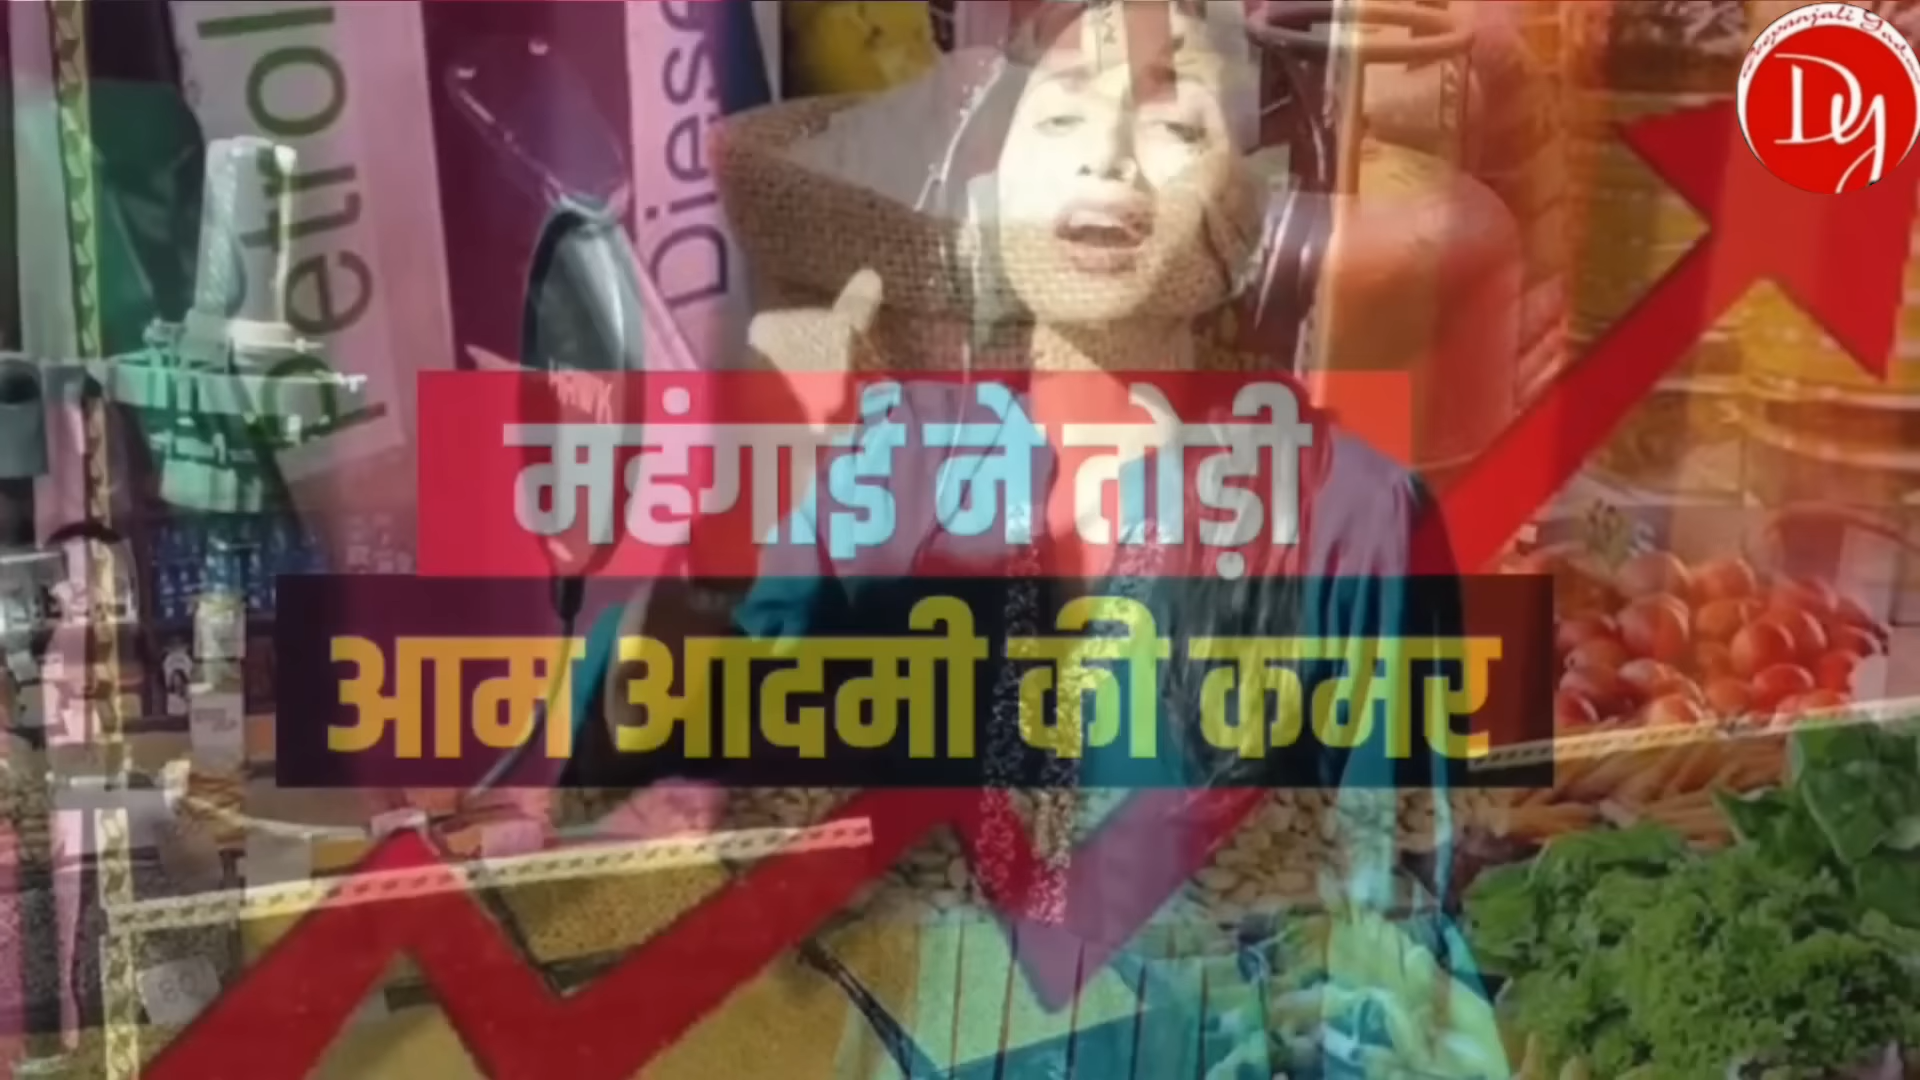 Petrol
Diese
Dy
महंगाई ने तोड़ी
आम आदमी की कमर